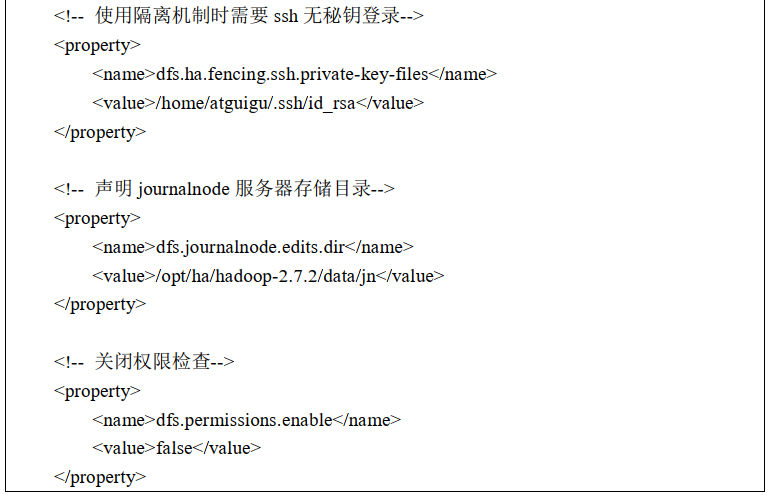 <!-- 使用隔离机制时需要 ssh 无秘钥登录-->
<property>
<name>dfs.ha.fencing.ssh.private-key-files</name>
<value>/home/atguigu/.ssh/id_rsa</value>
</property>
<!-- 声明 journalnode 服务器存储目录-->
<property>
<name>dfs.journalnode.edits.dir</name>
<value>/opt/ha/hadoop-2.7.2/data/jn</value>
</property>
<!-- 关闭权限检查-->
<property>
<name>dfs.permissions.enable</name>
<value>false</value>
</property>